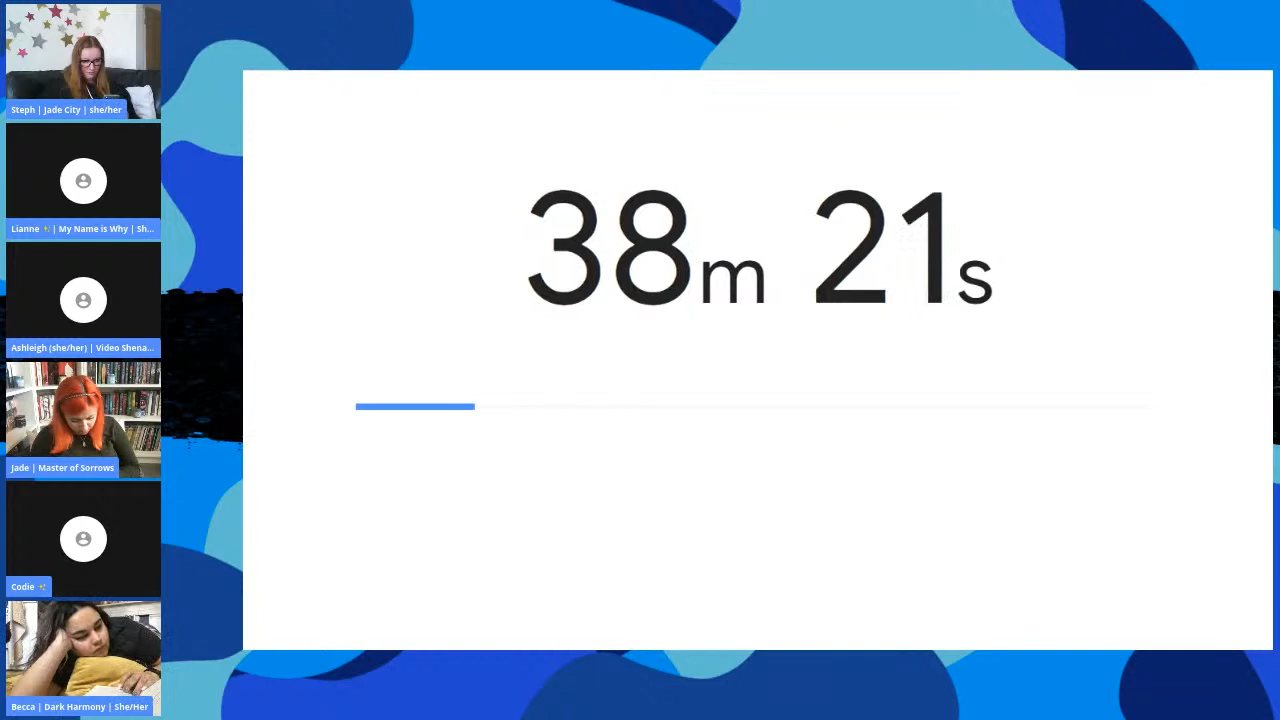 Steph | Jade City | she/her
Lianne ✨ | My Name is Why | Sh...
Ashleigh (she/her) | Video Shena...
Jade | Master of Sorrows
Codie ✨
Becca | Dark Harmony | She/Her
38m 21s